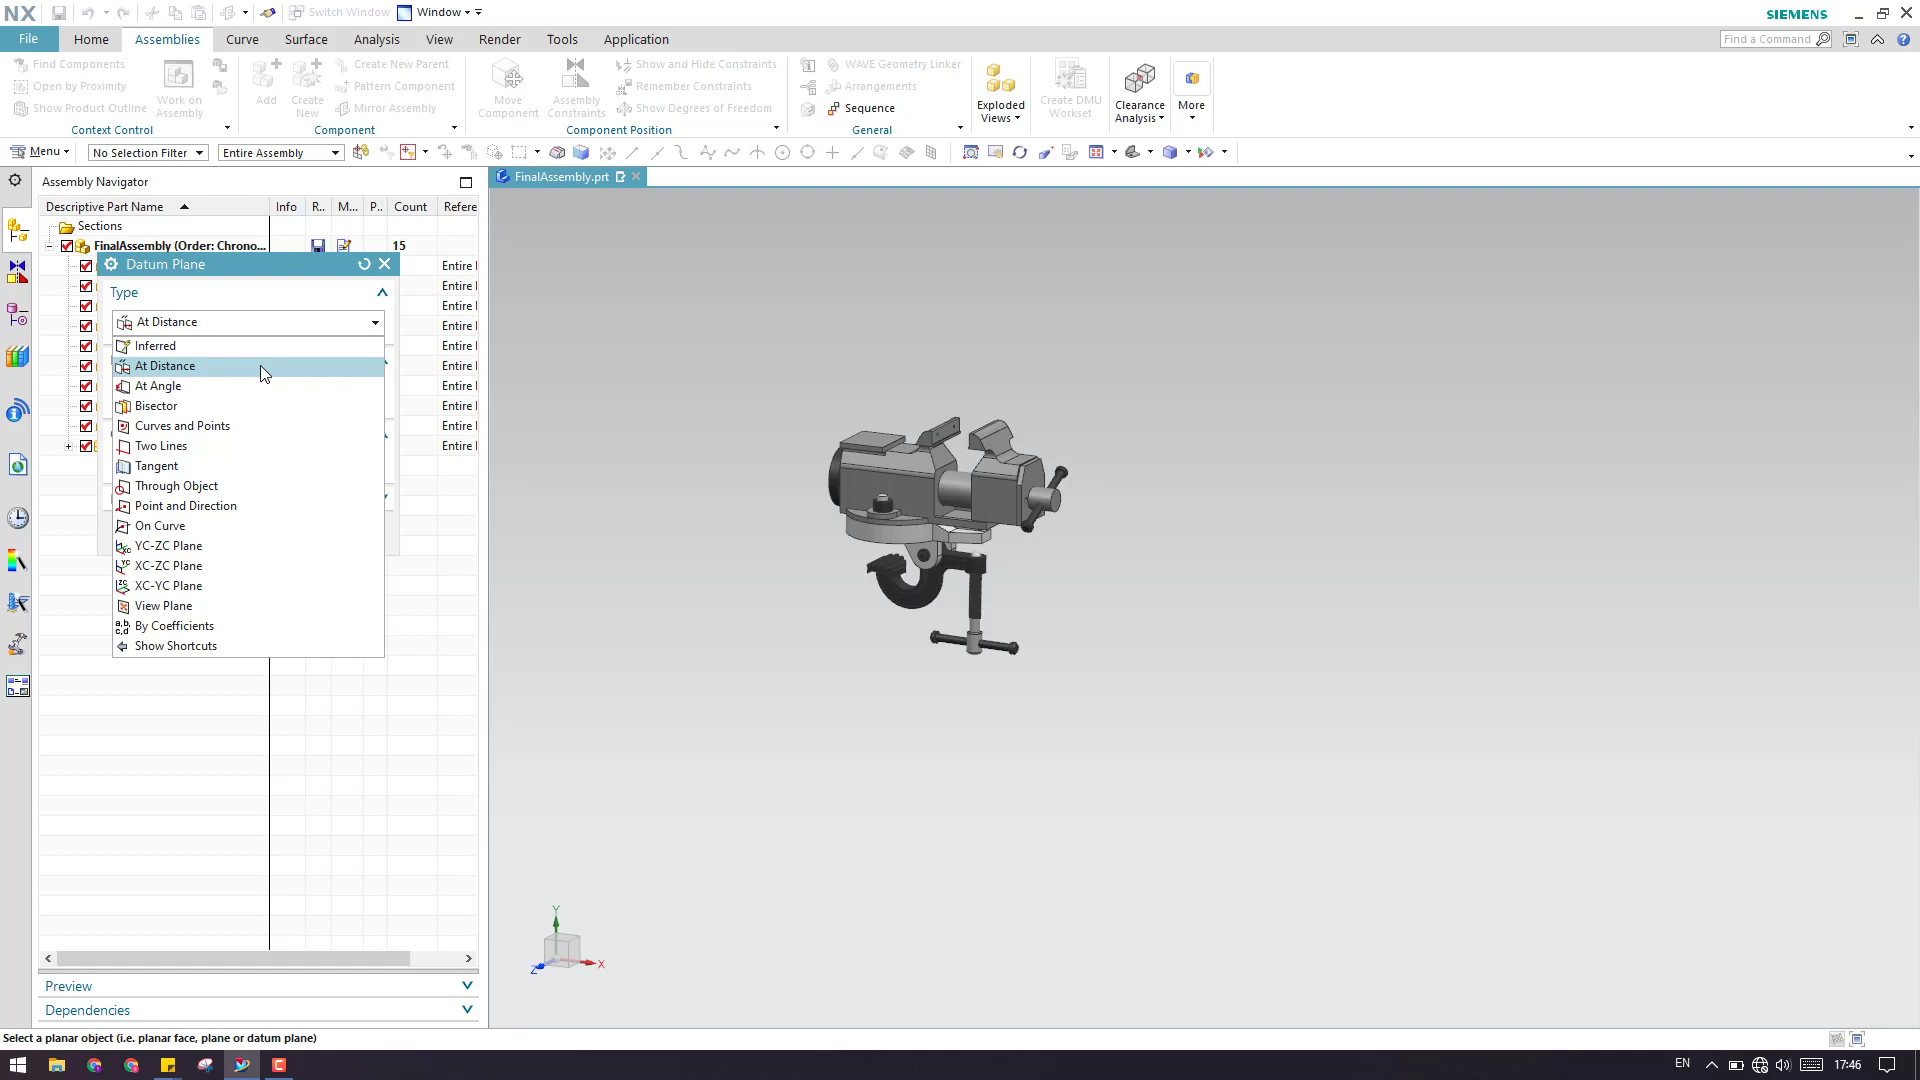 NX Switch Window Window SIEMENS
File Home Assemblies Curve Surface Analysis View Render Tools Application Find a Command
Find Components
Open by Proximity
Show Product Outline
Work on
Assembly
Context Control
Add
Create
New
Create New Parent
Pattern Component
Mirror Assembly
Component
Move
Component
Assembly
Constraints
Show and Hide Constraints
Remember Constraints
Show Degrees of Freedom
Component Position
WAVE Geometry Linker
Arrangements
Sequence
General
Exploded
Views
Create DMU
Workset
Clearance
Analysis
More
Menu No Selection Filter Entire Assembly
Assembly Navigator
FinalAssembly.prt
Descriptive Part Name Info R.. M... P.. Count Refere
Sections
FinalAssembly (Order: Chrono... 15
Datum Plane
Entire
Entire
Entire
Entire
Entire
Entire
Entire
Entire
Entire
Entire
Type
At Distance
Inferred
At Distance
At Angle
Bisector
Curves and Points
Two Lines
Tangent
Through Object
Point and Direction
On Curve
YC-ZC Plane
XC-ZC Plane
XC-YC Plane
View Plane
By Coefficients
Show Shortcuts
Y
Z
X
Preview
Dependencies
Select a planar object (i.e. planar face, plane or datum plane)
EN 17:46